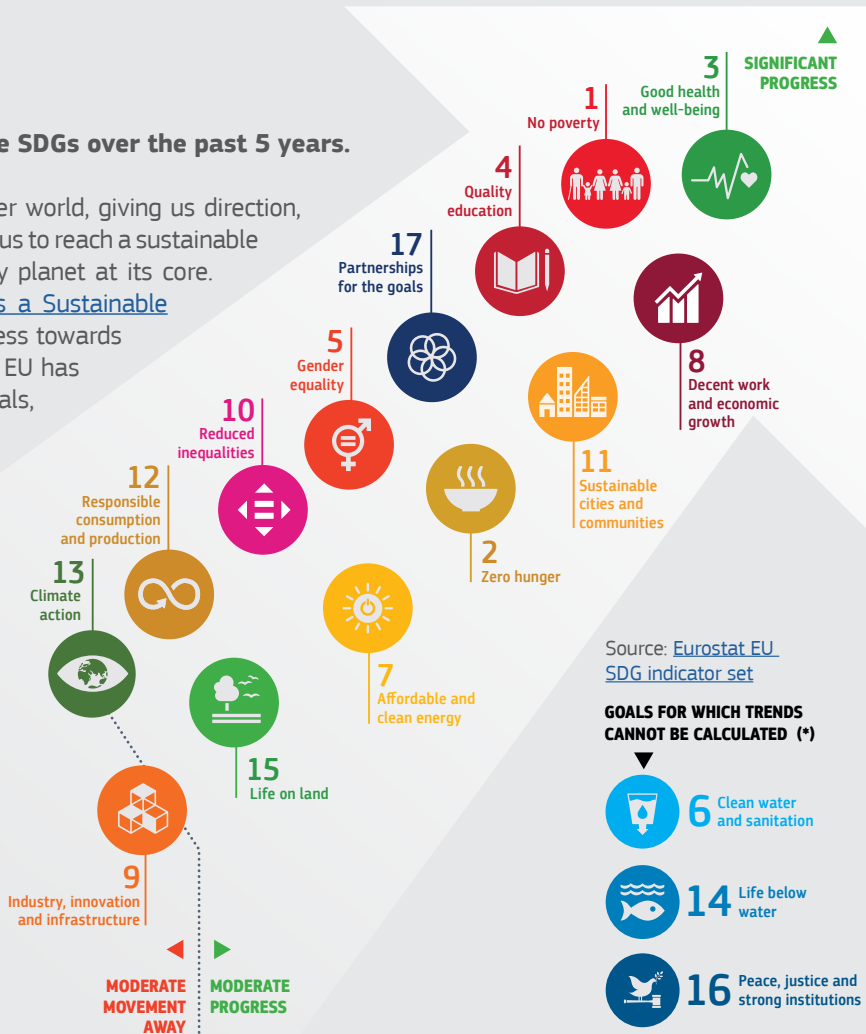 SIGNIFICANT
PROGRESS
3
Good health
and well-being
1
No poverty
e SDGs over the past 5 years.
4
Quality
education
er world, giving us direction,
us to reach a sustainable
y planet at its core.
s a Sustainable
ess towards
EU has
als,
17
Partnerships
for the goals
8
Decent work
and economic
growth
5
Gender
equality
10
Reduced
inequalities
11
Sustainable
cities and
communities
12
Responsible
consumption
and production
2
Zero hunger
13
Climate
action
7
Affordable and
clean energy
15
Life on land
9
Industry, innovation
and infrastructure
MODERATE
MOVEMENT
AWAY
MODERATE
PROGRESS
Source: Eurostat EU
SDG indicator set
GOALS FOR WHICH TRENDS
CANNOT BE CALCULATED (*)
6 Clean water
and sanitation
14 Life below
water
16 Peace, justice and
strong institutions